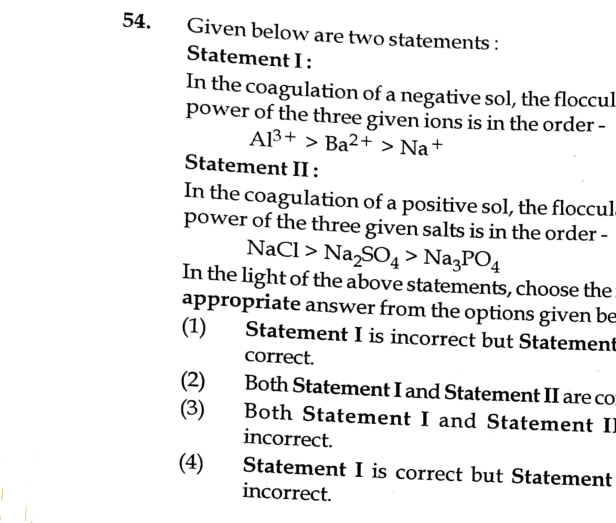 54. Given below are two statements :
Statement I :
In the coagulation of a negative sol, the floccul
power of the three given ions is in the order -
Al³⁺ > Ba²⁺ > Na⁺
Statement II :
In the coagulation of a positive sol, the floccul
power of the three given salts is in the order -
NaCl > Na₂SO₄ > Na₃PO₄
In the light of the above statements, choose the
appropriate answer from the options given be
(1) Statement I is incorrect but Statement
correct.
(2) Both Statement I and Statement II are co
(3) Both Statement I and Statement II
incorrect.
(4) Statement I is correct but Statement
incorrect.